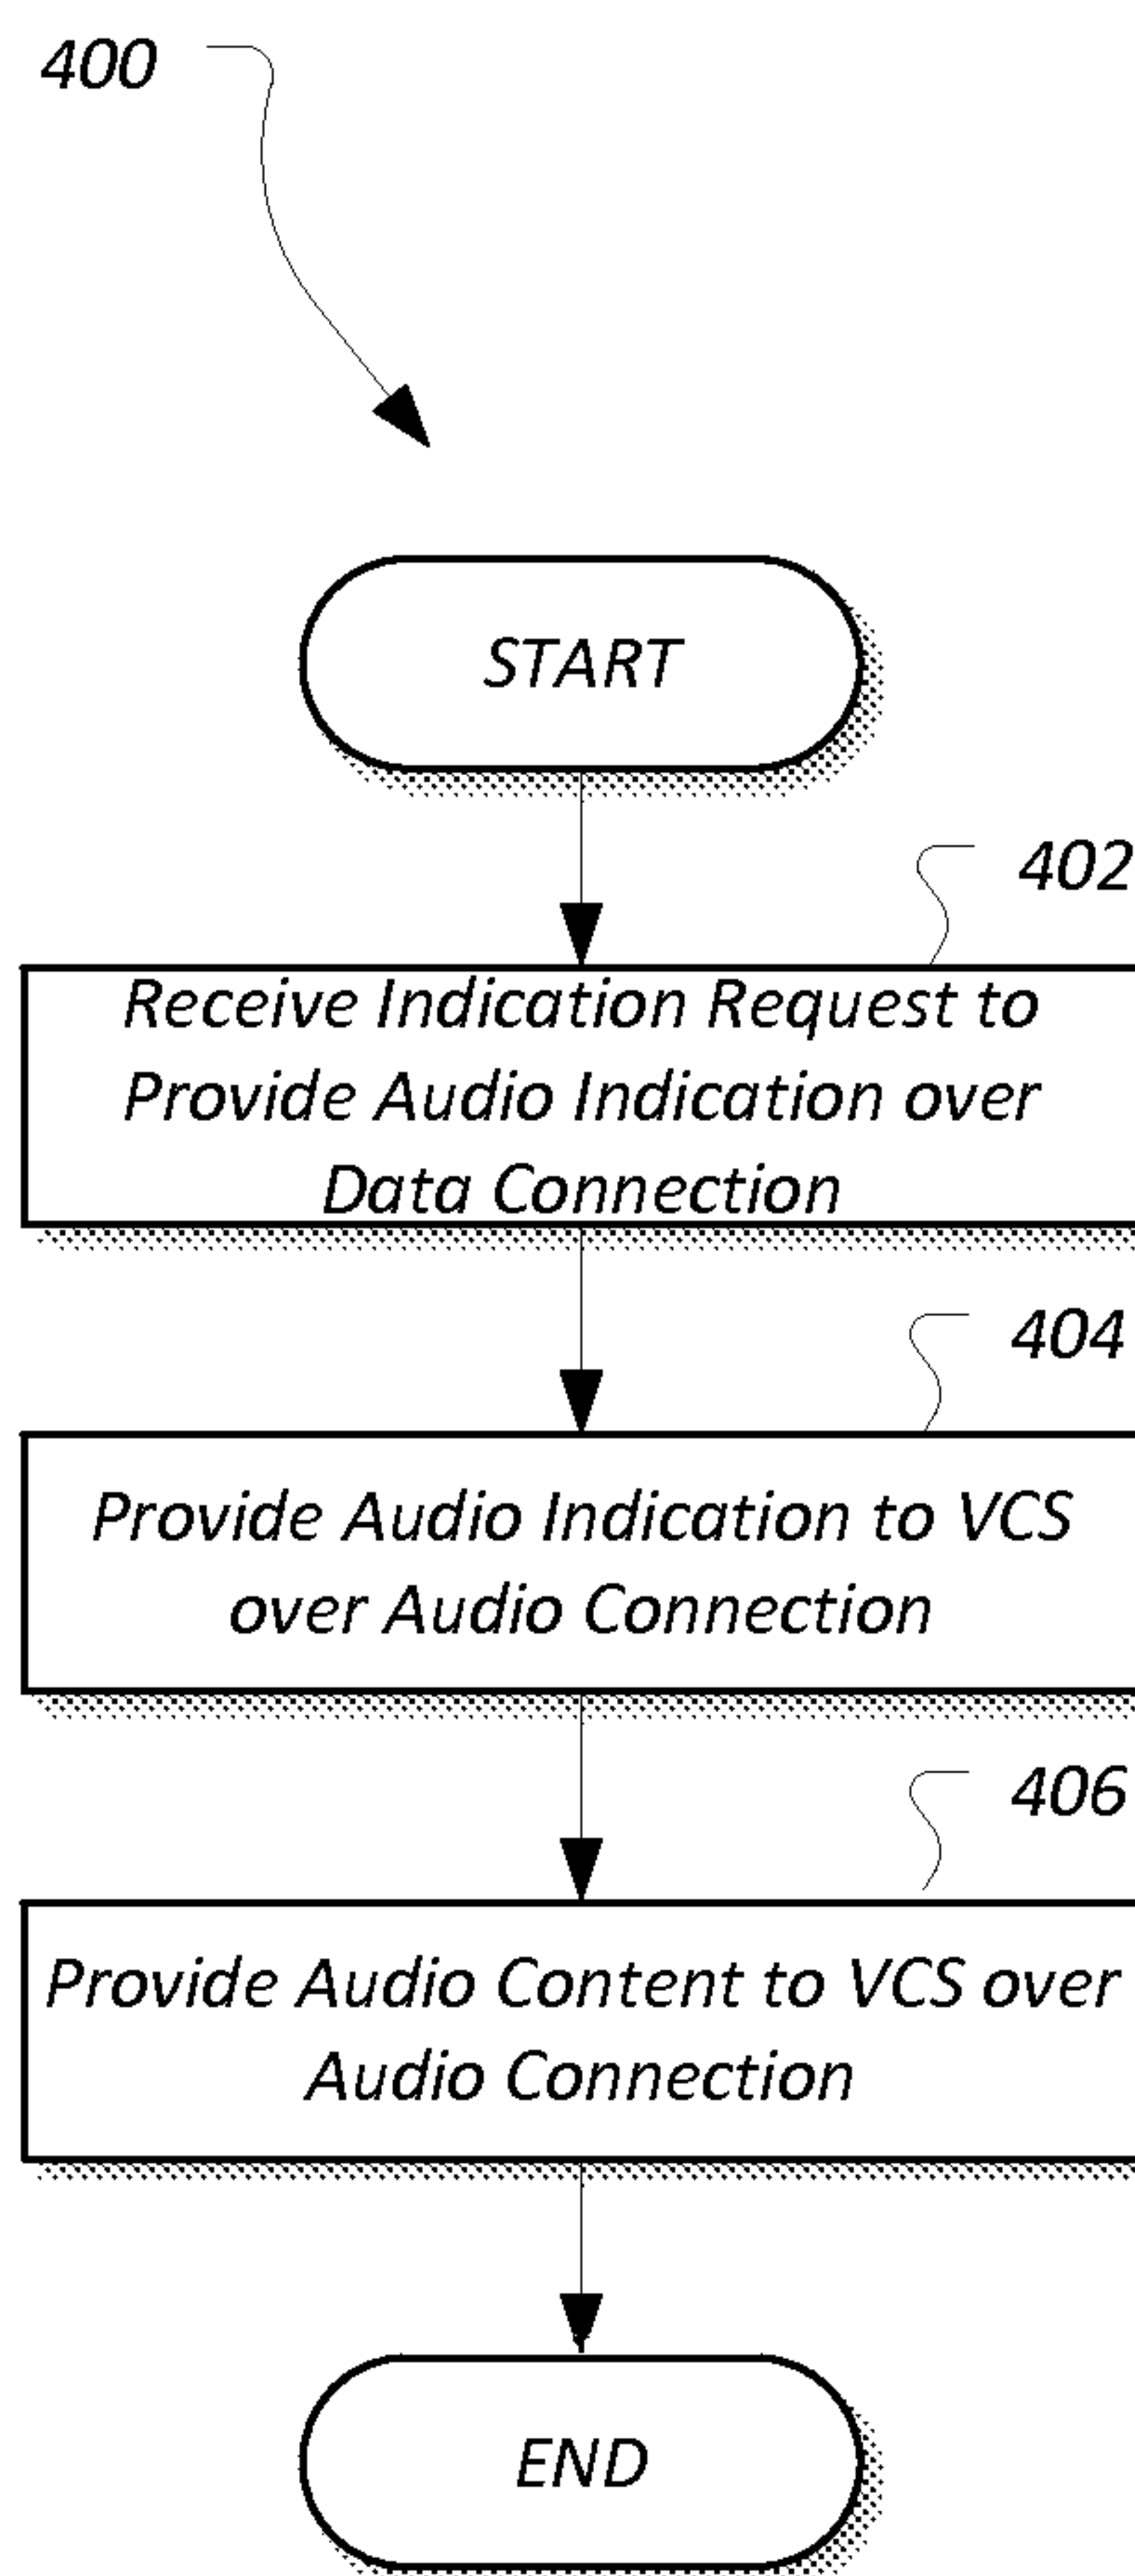 400
START
402
Receive Indication Request to
Provide Audio Indication over
Data Connection
404
Provide Audio Indication to VCS
over Audio Connection
406
Provide Audio Content to VCS over
Audio Connection
END